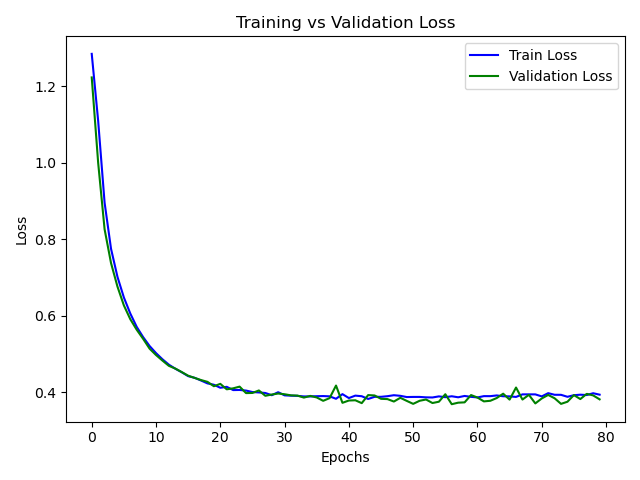 Training vs Validation Loss
Train Loss
Validation Loss
Loss
1.2
1.0
0.8
0.6
0.4
0 10 20 30 40 50 60 70 80
Epochs